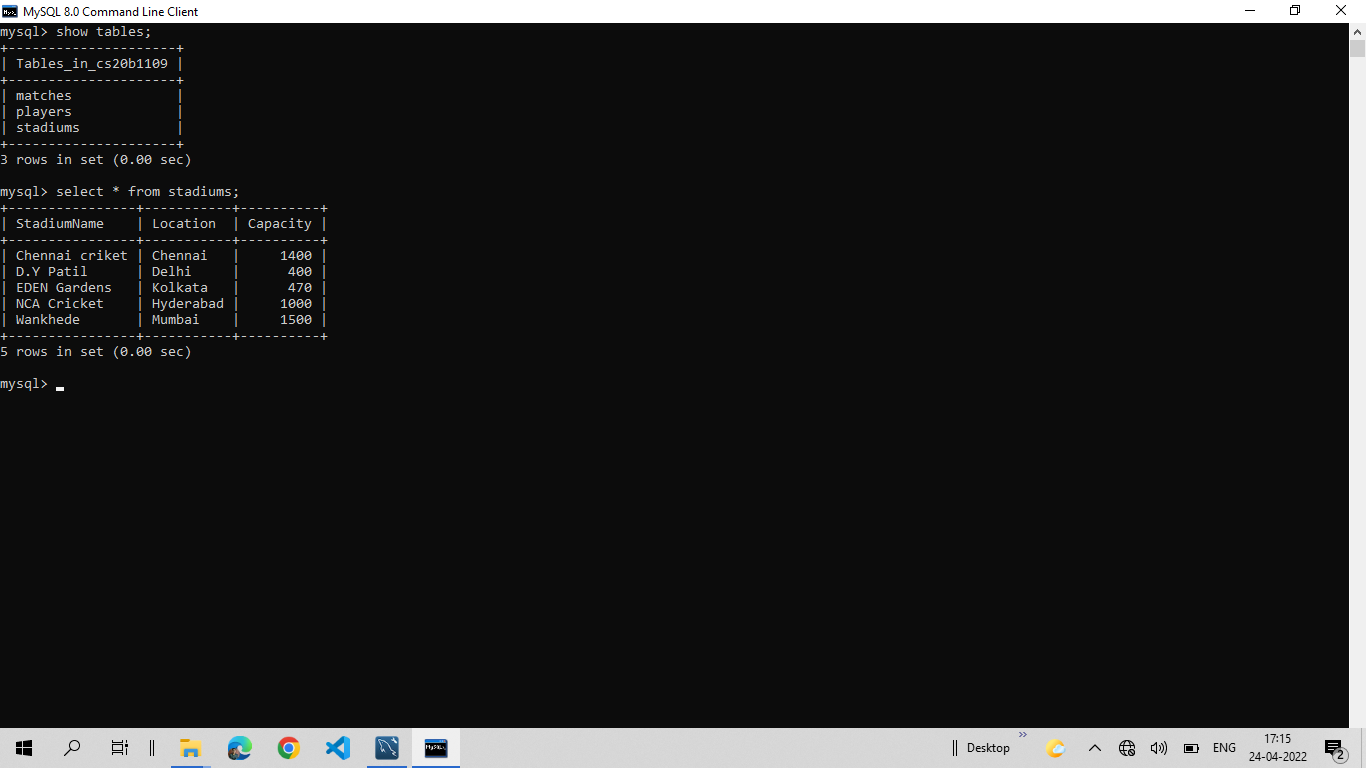 MySQL 8.0 Command Line Client
mysql> show tables;
+---------------------+
| Tables_in_cs20b1109 |
+---------------------+
| matches             |
| players             |
| stadiums            |
+---------------------+
3 rows in set (0.00 sec)
mysql> select * from stadiums;
+----------------+-----------+----------+
| StadiumName    | Location  | Capacity |
+----------------+-----------+----------+
| Chennai criket | Chennai   |     1400 |
| D.Y Patil      | Delhi     |      400 |
| EDEN Gardens   | Kolkata   |      470 |
| NCA Cricket    | Hyderabad |     1000 |
| Wankhede       | Mumbai    |     1500 |
+----------------+-----------+----------+
5 rows in set (0.00 sec)
mysql>
Desktop
ENG
17:15
24-04-2022
2